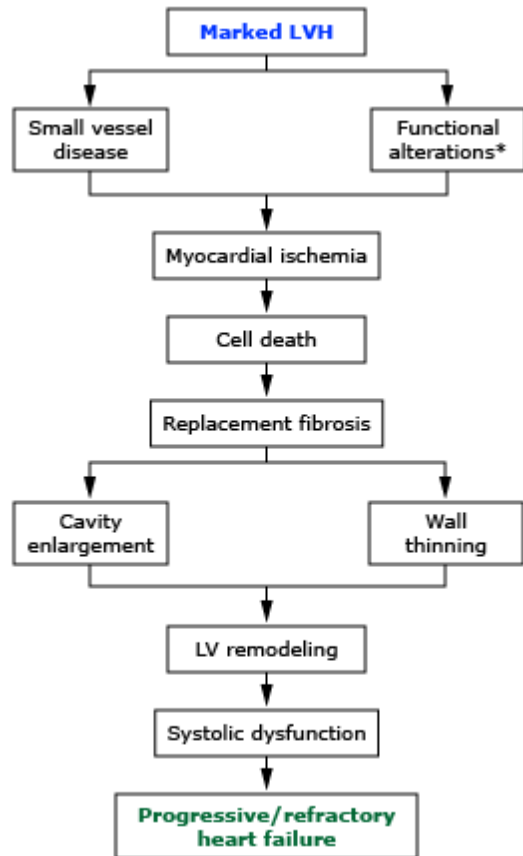 Marked LVH
Small vessel
disease
Functional
alterations*
Myocardial ischemia
Cell death
Replacement fibrosis
Cavity
enlargement
Wall
thinning
LV remodeling
Systolic dysfunction
Progressive/refractory
heart failure